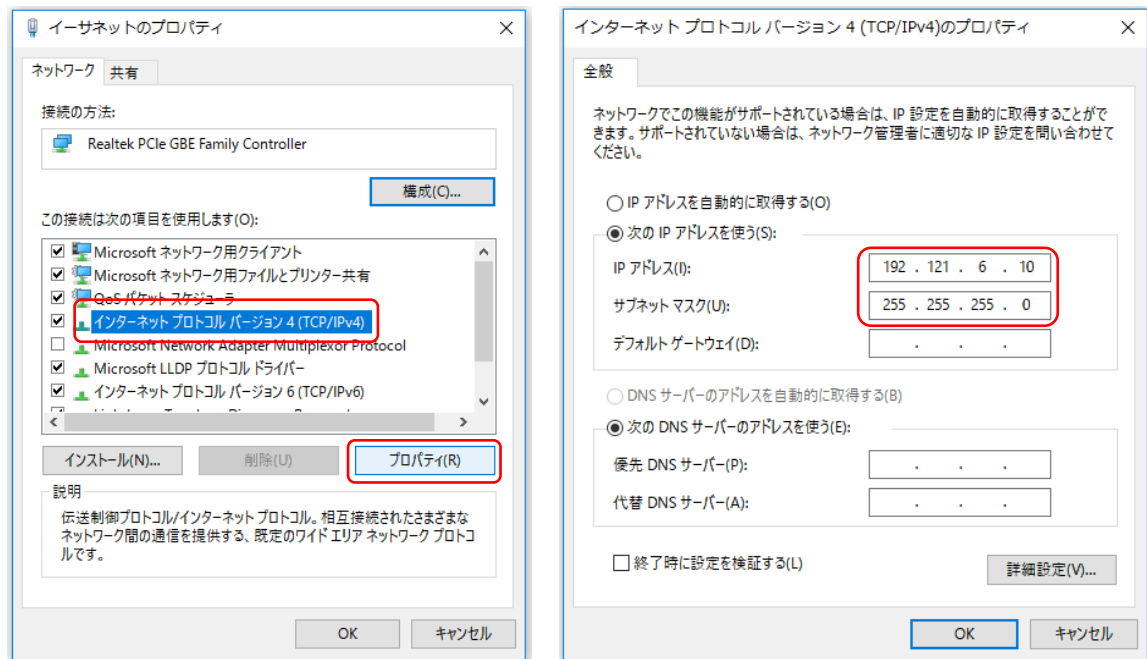 イーサネットのプロパティ
ネットワーク 共有
接続の方法:
Realtek PCIe GBE Family Controller
構成(C)...
この接続は次の項目を使用します(O):
Microsoft ネットワーク用クライアント
Microsoft ネットワーク用ファイルとプリンター共有
QoS パケット スケジューラ
インターネット プロトコル バージョン 4 (TCP/IPv4)
Microsoft Network Adapter Multiplexor Protocol
Microsoft LLDP プロトコル ドライバー
インターネット プロトコル バージョン 6 (TCP/IPv6)
インストール(N)... 削除(U) プロパティ(R)
説明
伝送制御プロトコル/インターネット プロトコル。相互接続されたさまざまな
ネットワーク間の通信を提供する、既定のワイド エリア ネットワーク プロトコ
ルです。
OK キャンセル
インターネット プロトコル バージョン 4 (TCP/IPv4)のプロパティ
全般
ネットワークでこの機能がサポートされている場合は、IP 設定を自動的に取得することがで
きます。サポートされていない場合は、ネットワーク管理者に適切な IP 設定を問い合わせて
ください。
IP アドレスを自動的に取得する(O)
次の IP アドレスを使う(S):
IP アドレス(I): 192 . 121 . 6 . 10
サブネット マスク(U): 255 . 255 . 255 . 0
デフォルト ゲートウェイ(D): . . .
DNS サーバーのアドレスを自動的に取得する(B)
次の DNS サーバーのアドレスを使う(E):
優先 DNS サーバー(P): . . .
代替 DNS サーバー(A): . . .
終了時に設定を検証する(L)
詳細設定(V)...
OK キャンセル